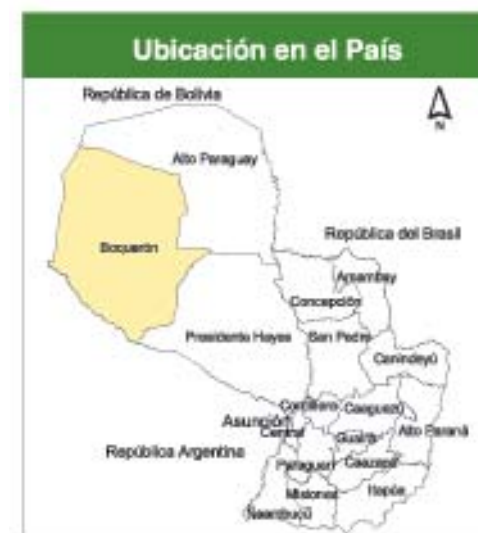 Ubicación en el País
República de Bolivia
N
Alto Paraguay
Boquerón
República del Brasil
Amambay
Concepción
Presidente Hayes
San Pedro
Canindeyú
Cordillera
Caaguazú
Asunción
Central
Guairá
Alto Paraná
República Argentina
Paraguarí
Caazapá
Misiones
Itapúa
Ñeembucú